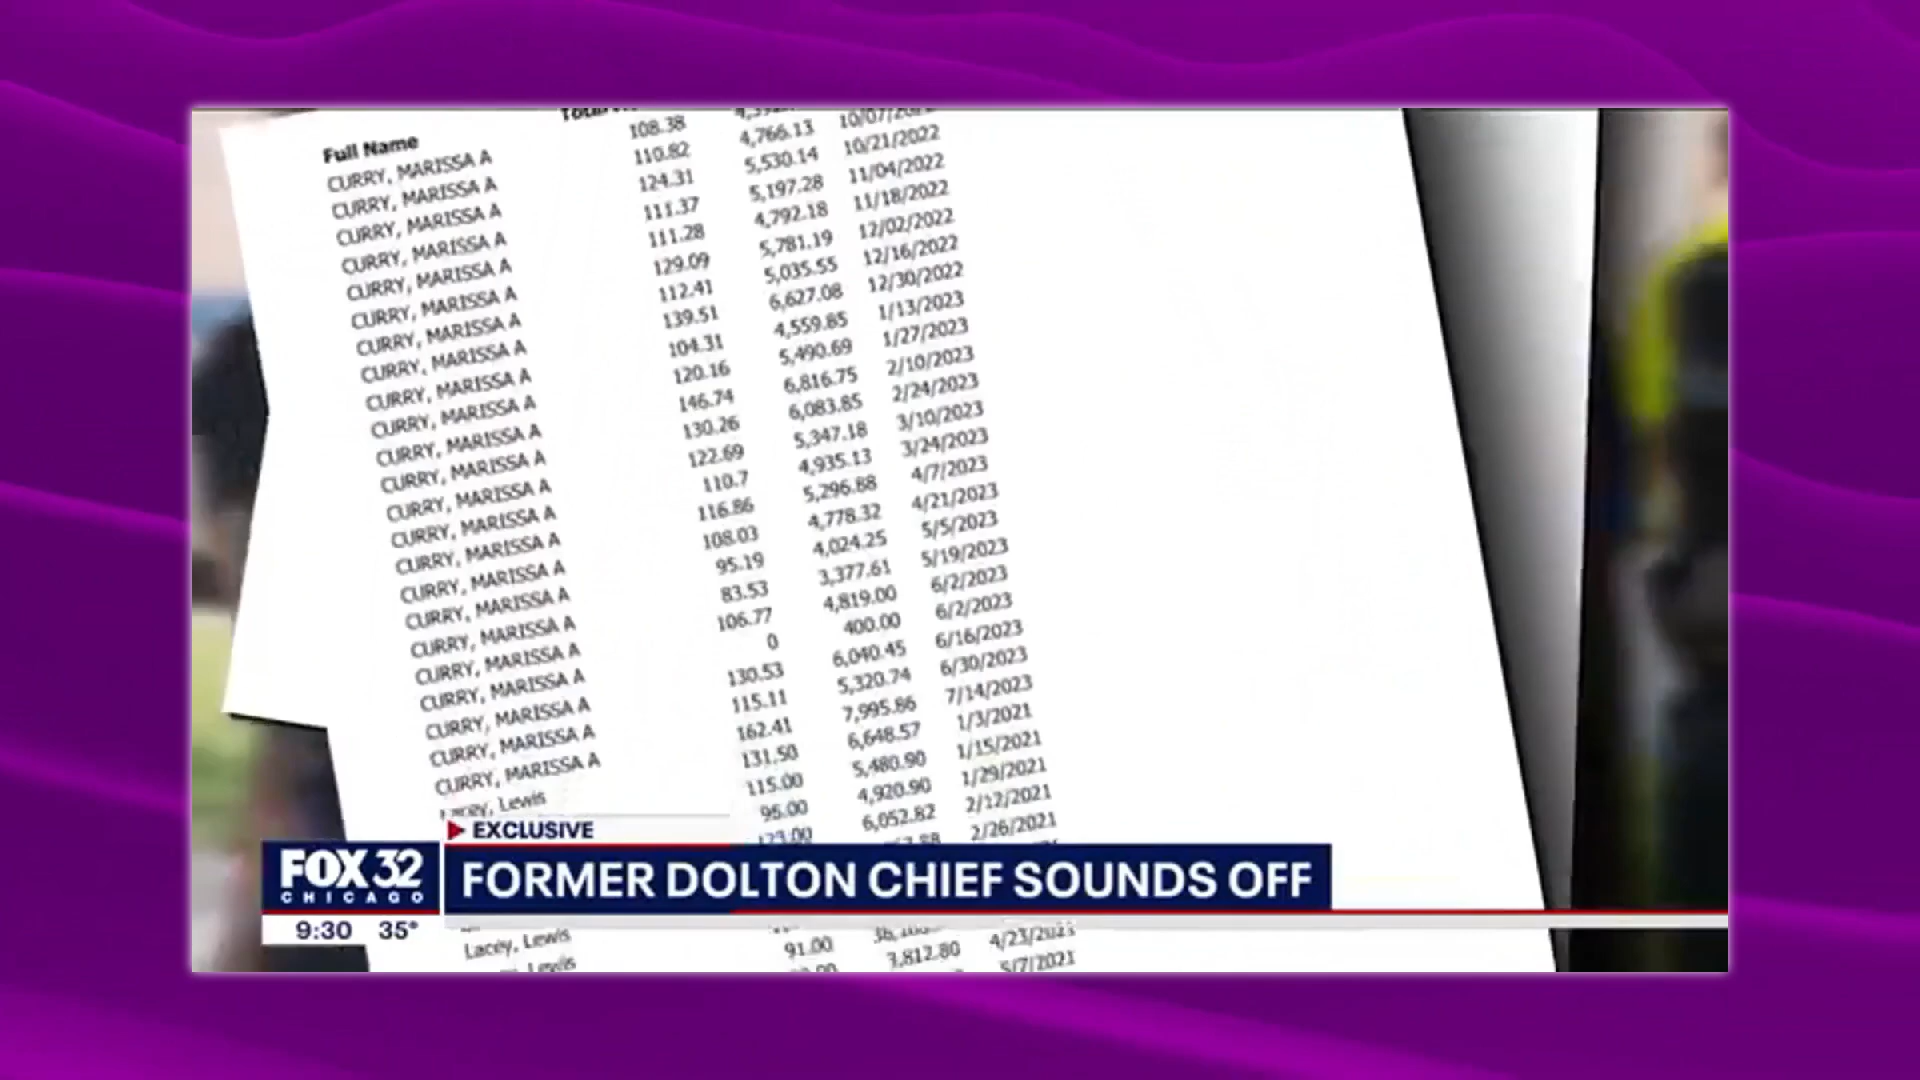 Full Name
CURRY, MARISSA A 108.38
CURRY, MARISSA A 110.82 4,766.13
CURRY, MARISSA A 124.31 5,530.14 10/21/2022
CURRY, MARISSA A 111.37 5,197.28 11/04/2022
CURRY, MARISSA A 111.28 4,792.18 11/18/2022
CURRY, MARISSA A 129.09 5,781.19 12/02/2022
CURRY, MARISSA A 112.41 5,035.55 12/16/2022
CURRY, MARISSA A 139.51 6,627.08 12/30/2022
CURRY, MARISSA A 104.31 4,559.85 1/13/2023
CURRY, MARISSA A 120.16 5,490.69 1/27/2023
CURRY, MARISSA A 146.74 6,816.75 2/10/2023
CURRY, MARISSA A 130.26 6,083.85 2/24/2023
CURRY, MARISSA A 122.69 5,347.18 3/10/2023
CURRY, MARISSA A 110.7 4,935.13 3/24/2023
CURRY, MARISSA A 116.86 5,296.88 4/7/2023
CURRY, MARISSA A 108.03 4,778.32 4/21/2023
CURRY, MARISSA A 95.19 4,024.25 5/5/2023
CURRY, MARISSA A 83.53 3,377.61 5/19/2023
CURRY, MARISSA A 106.77 4,819.00 6/2/2023
CURRY, MARISSA A 0 400.00 6/2/2023
CURRY, MARISSA A 130.53 6,040.45 6/16/2023
CURRY, MARISSA A 115.11 5,320.74 6/30/2023
CURRY, MARISSA A 162.41 7,995.86 7/14/2023
Lacey, Lewis 131.50 6,648.57 1/3/2021
115.00 5,480.90 1/15/2021
95.00 4,920.90 1/29/2021
123.00 6,052.82 2/12/2021
2/26/2021
EXCLUSIVE
FOX 32
CHICAGO
FORMER DOLTON CHIEF SOUNDS OFF
9:30 35°
Lacey, Lewis
91.00
3,812.80 4/23/2021
Lewis
5/7/2021